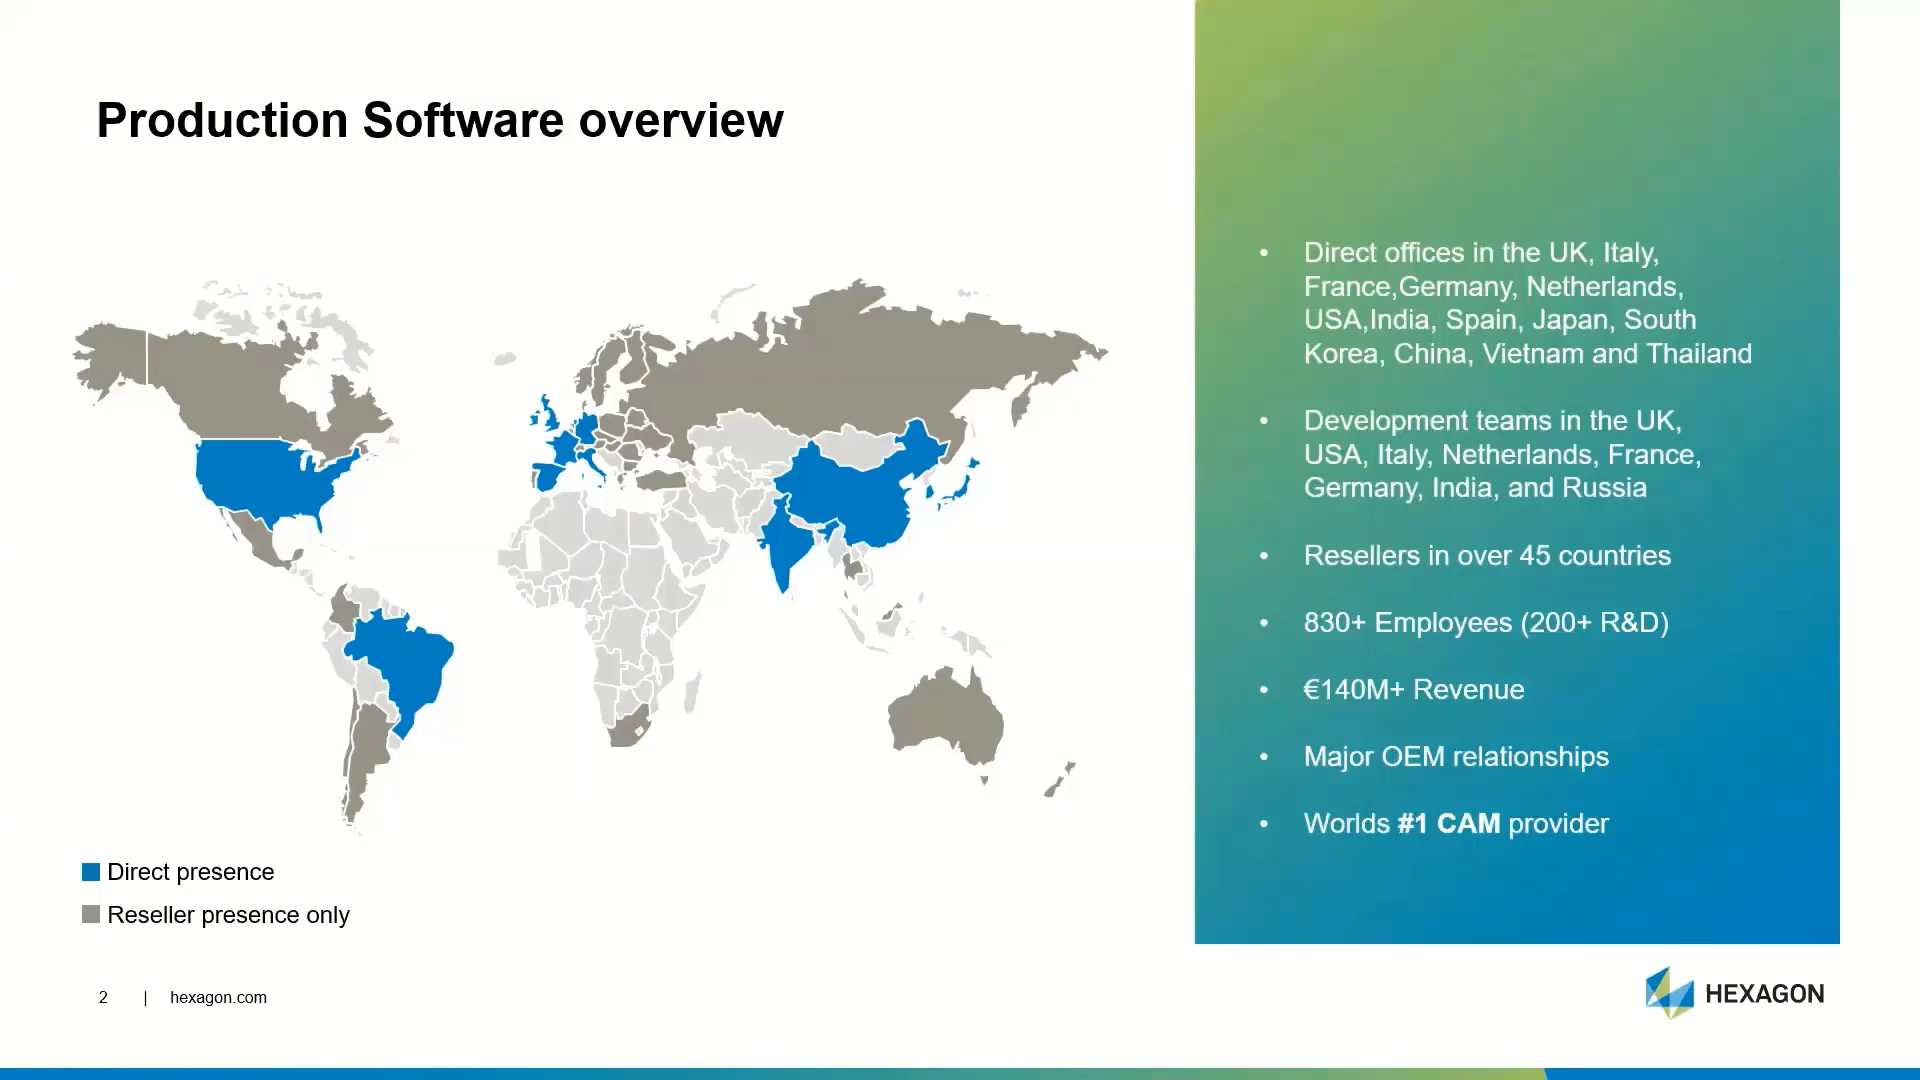 Production Software overview
• Direct offices in the UK, Italy,
France,Germany, Netherlands,
USA,India, Spain, Japan, South
Korea, China, Vietnam and Thailand
• Development teams in the UK,
USA, Italy, Netherlands, France,
Germany, India, and Russia
• Resellers in over 45 countries
• 830+ Employees (200+ R&D)
• €140M+ Revenue
• Major OEM relationships
• Worlds #1 CAM provider
Direct presence
Reseller presence only
2 | hexagon.com
HEXAGON